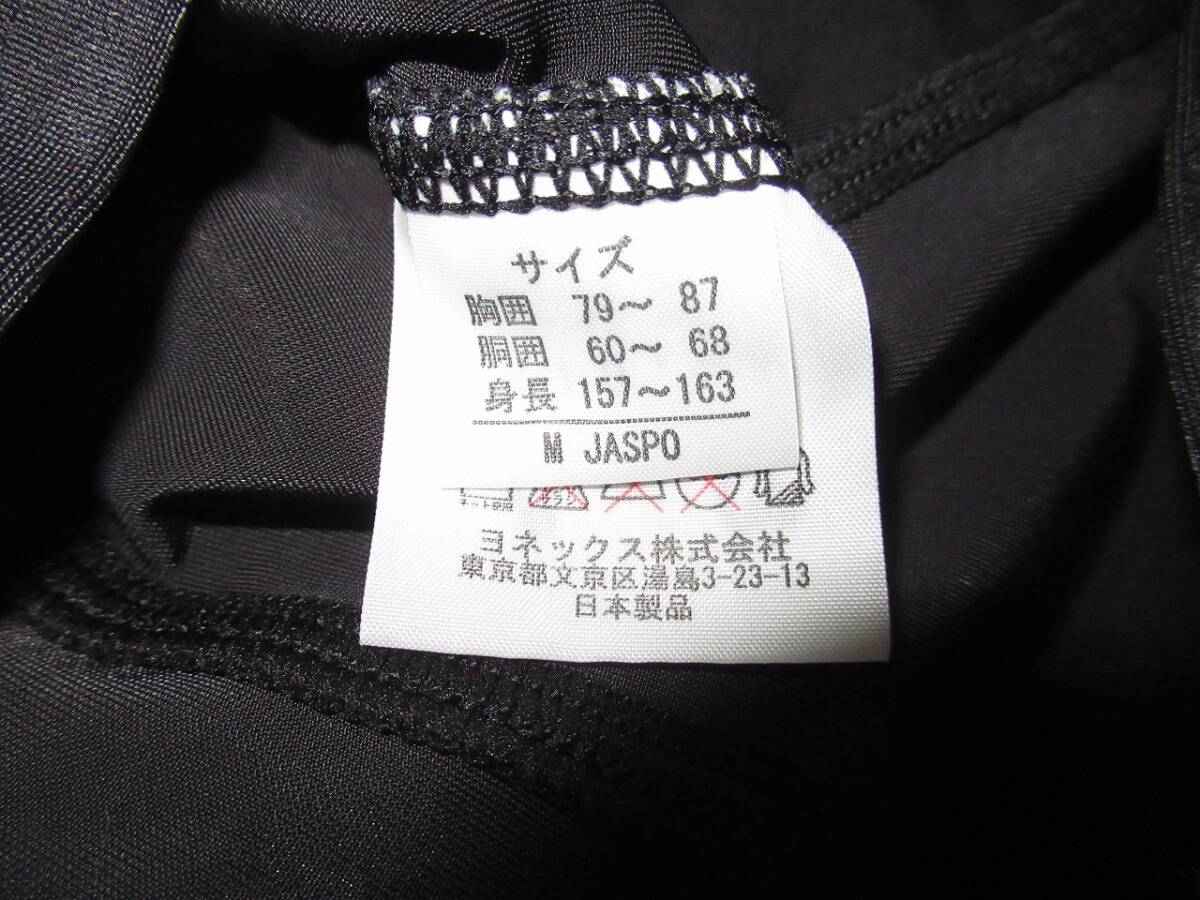 サイズ
胸囲 79～ 87
胴囲 60～ 68
身長 157～163
M JASPO
ヨネックス株式会社
東京都文京区湯島3-23-13
日本製品